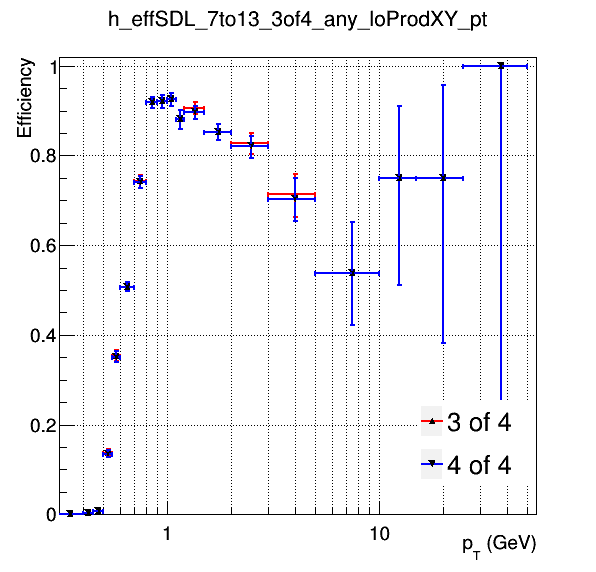 h_effSDL_7to13_3of4_any_loProdXY_pt
Efficiency
1
0.8
0.6
0.4
0.2
0
3 of 4
4 of 4
1
10
p_T (GeV)